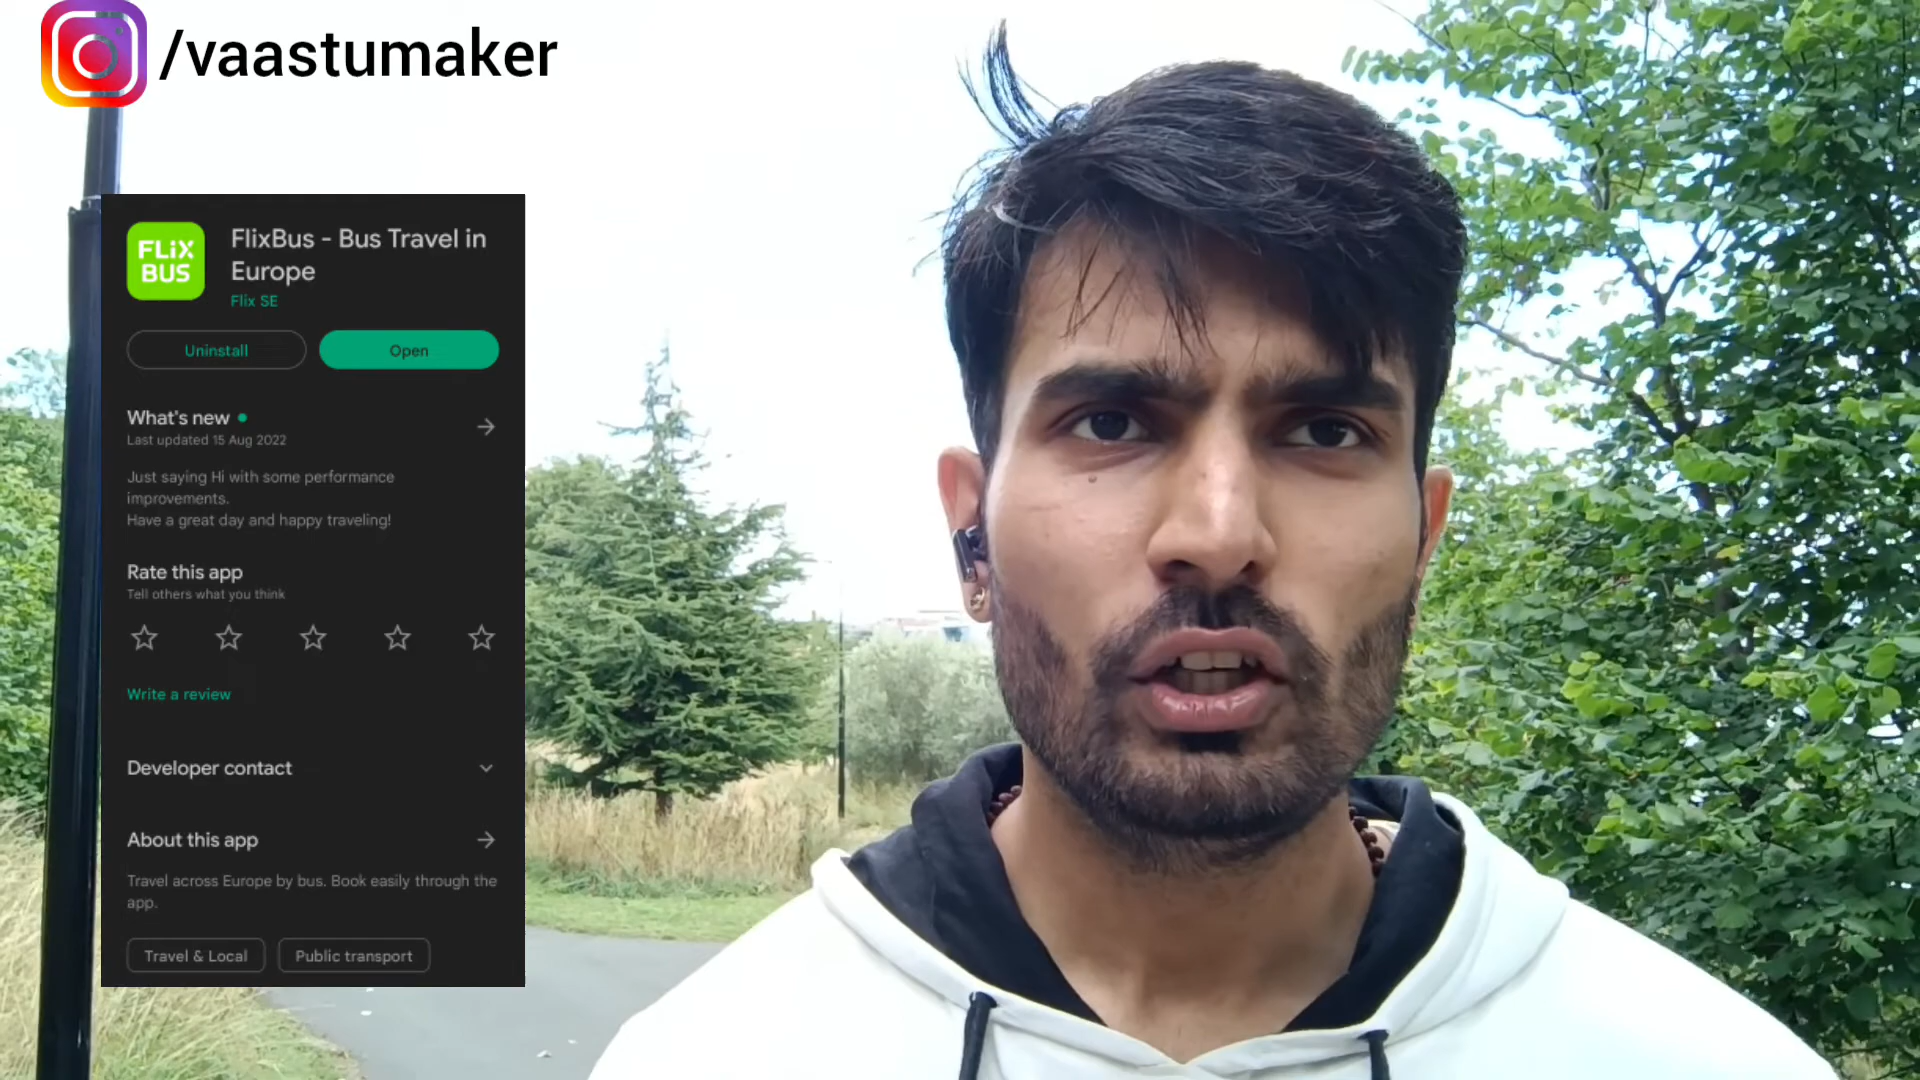 /vaastumaker
FLiX
BUS
FlixBus - Bus Travel in
Europe
Flix SE
Uninstall
Open
What's new
Last updated 15 Aug 2022
Just saying Hi with some performance
improvements.
Have a great day and happy traveling!
Rate this app
Tell others what you think
Write a review
Developer contact
About this app
Travel across Europe by bus. Book easily through the
app.
Travel & Local
Public transport